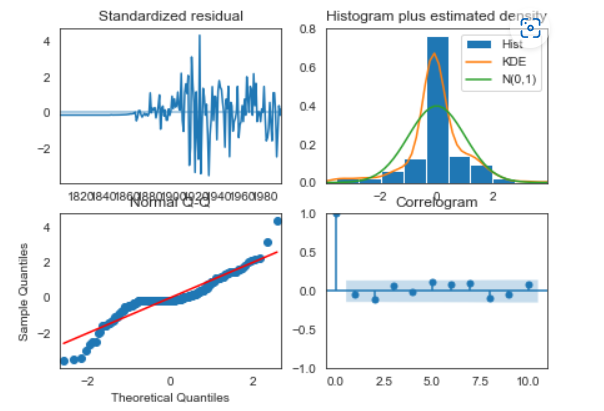 Standardized residual
4
2
0
−2
1820 1840 1860 1880 1900 1920 1940 1960 1980
Histogram plus estimated density
0.8
0.6
0.4
0.2
0.0
Hist
KDE
N(0,1)
−2 0 2
Normal Q-Q
Sample Quantiles
4
2
0
−2
−2 0 2
Theoretical Quantiles
Correlogram
1.0
0.5
0.0
−0.5
−1.0
0.0 2.5 5.0 7.5 10.0